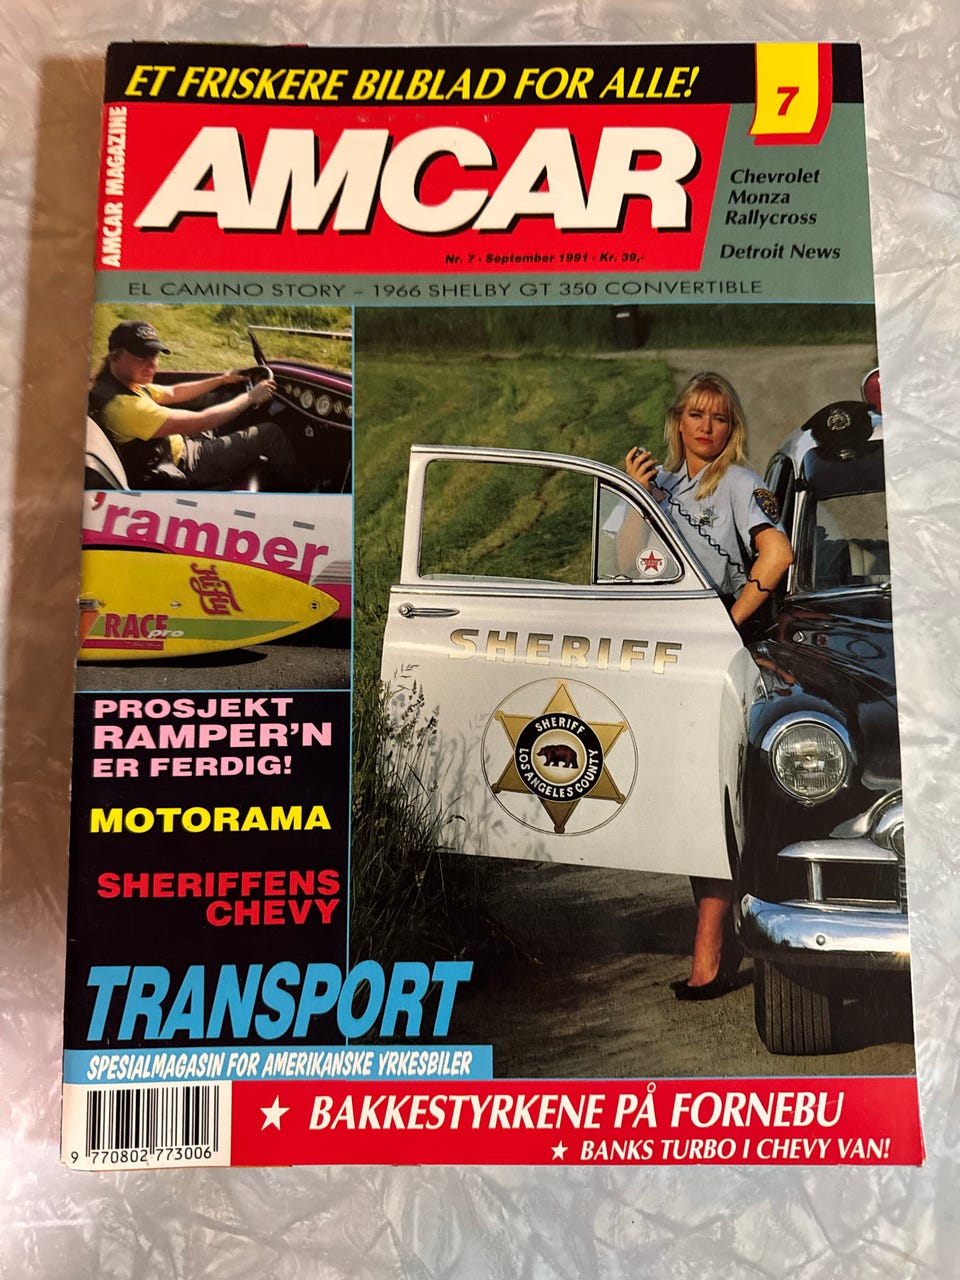 ET FRISKERE BILBLAD FOR ALLE!
7
AMCAR MAGAZINE
AMCAR
Nr. 7 - September 1991 - Kr. 39,-
Chevrolet
Monza
Rallycross
Detroit News
EL CAMINO STORY – 1966 SHELBY GT 350 CONVERTIBLE
'ramper
RACE
pro
SHERIFF
SHERIFF
LOS ANGELES COUNTY
PROSJEKT
RAMPER'N
ER FERDIG!
MOTORAMA
SHERIFFENS
CHEVY
TRANSPORT
SPESIALMAGASIN FOR AMERIKANSKE YRKESBILER
★ BAKKESTYRKENE PÅ FORNEBU
★ BANKS TURBO I CHEVY VAN!
9 770802 773006